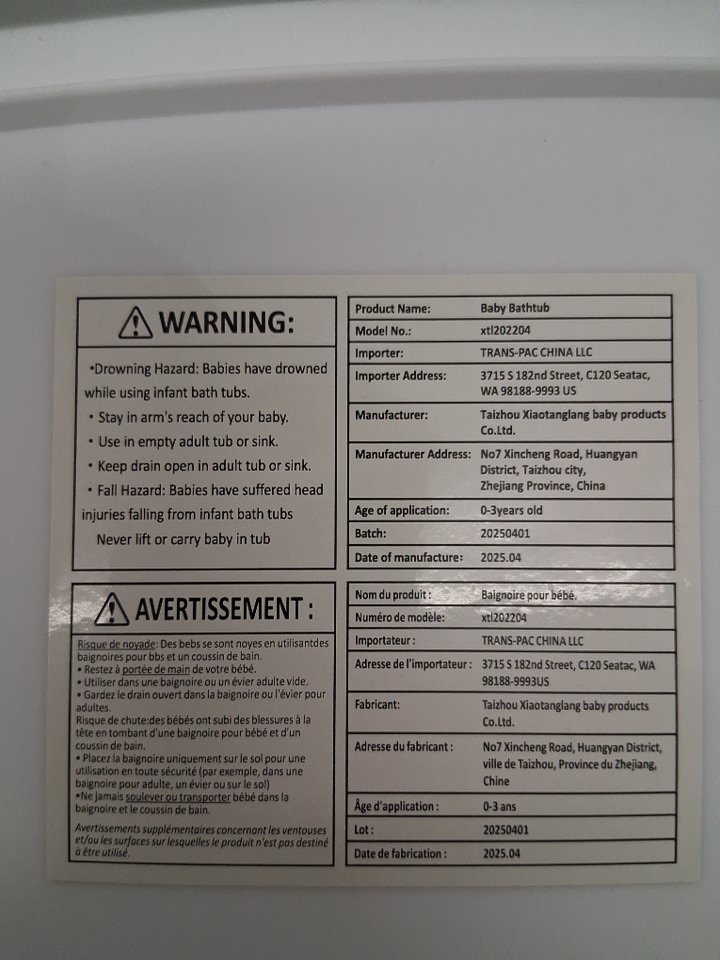 WARNING:
•Drowning Hazard: Babies have drowned
while using infant bath tubs.
• Stay in arm's reach of your baby.
• Use in empty adult tub or sink.
• Keep drain open in adult tub or sink.
• Fall Hazard: Babies have suffered head
injuries falling from infant bath tubs
Never lift or carry baby in tub
Product Name: Baby Bathtub
Model No.: xtl202204
Importer: TRANS-PAC CHINA LLC
Importer Address: 3715 S 182nd Street, C120 Seatac,
WA 98188-9993 US
Manufacturer: Taizhou Xiaotanglang baby products
Co.Ltd.
Manufacturer Address: No7 Xincheng Road, Huangyan
District, Taizhou city,
Zhejiang Province, China
Age of application: 0-3years old
Batch: 20250401
Date of manufacture: 2025.04
AVERTISSEMENT :
Risque de noyade: Des bebs se sont noyes en utilisantdes
baignoires pour bbs et un coussin de bain.
• Restez à portée de main de votre bébé.
• Utiliser dans une baignoire ou un évier adulte vide.
• Gardez le drain ouvert dans la baignoire ou l'évier pour
adultes.
Risque de chute:des bébés ont subi des blessures à la
tête en tombant d'une baignoire pour bébé et d'un
coussin de bain.
• Placez la baignoire uniquement sur le sol pour une
utilisation en toute sécurité (par exemple, dans une
baignoire pour adulte, un évier ou sur le sol)
•Ne jamais soulever ou transporter bébé dans la
baignoire et le coussin de bain.
Avertissements supplémentaires concernant les ventouses
et/ou les surfaces sur lesquelles le produit n'est pas destiné
à être utilisé.
Nom du produit : Baignoire pour bébé.
Numéro de modèle: xtl202204
Importateur : TRANS-PAC CHINA LLC
Adresse de l'importateur : 3715 S 182nd Street, C120 Seatac, WA
98188-9993US
Fabricant: Taizhou Xiaotanglang baby products
Co.Ltd.
Adresse du fabricant : No7 Xincheng Road, Huangyan District,
ville de Taizhou, Province du Zhejiang,
Chine
Âge d'application : 0-3 ans
Lot : 20250401
Date de fabrication : 2025.04